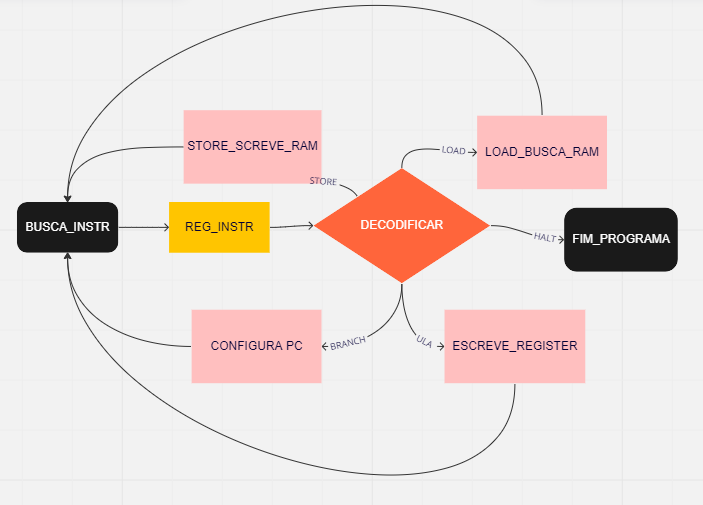 STORE_SCREVE_RAM
LOAD
LOAD_BUSCA_RAM
STORE
BUSCA_INSTR
REG_INSTR
DECODIFICAR
HALT
FIM_PROGRAMA
CONFIGURA PC
BRANCH
ULA
ESCREVE_REGISTER